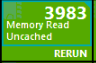 3983
Memory Read
Uncached
RERUN